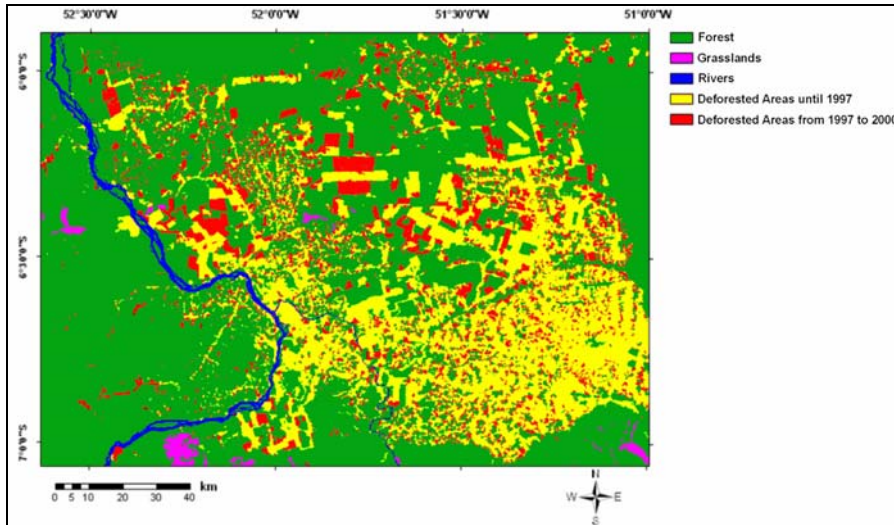 52°30'0"W
52°0'0"W
51°30'0"W
51°0'0"W
6°0'0"S
6°30'0"S
7°0'0"S
Forest
Grasslands
Rivers
Deforested Areas until 1997
Deforested Areas from 1997 to 2000
km
0 5 10 20 30 40
N
W E
S